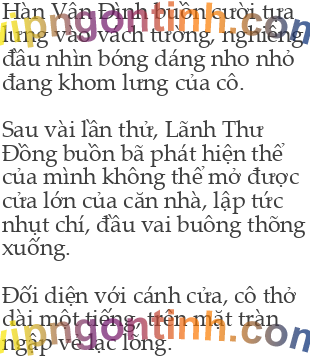 Hàn Vân Đình buồn cười tựa
lưng vào vách tường, nghiêng
đầu nhìn bóng dáng nho nhỏ
đang khom lưng của cô.
Sau vài lần thử, Lãnh Thư
Đồng buồn bã phát hiện thế
của mình không thể mở được
cửa lớn của căn nhà, lập tức
nhụt chí, đầu vai buông thõng
xuống.
Đối diện với cánh cửa, cô thở
dài một tiếng, trên mặt tràn
ngập vẻ lạc lõng.
vipngontinh.com
vipngontinh.com